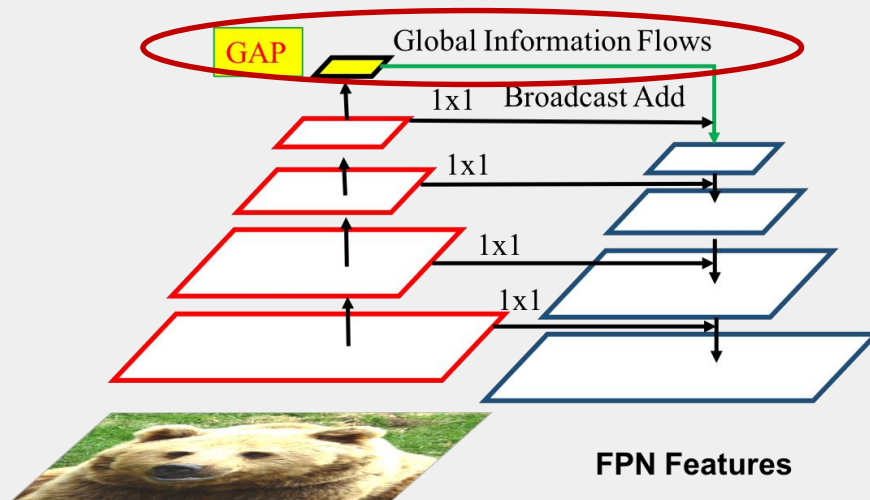 GAP
Global Information Flows
1x1
Broadcast Add
1x1
1x1
1x1
FPN Features